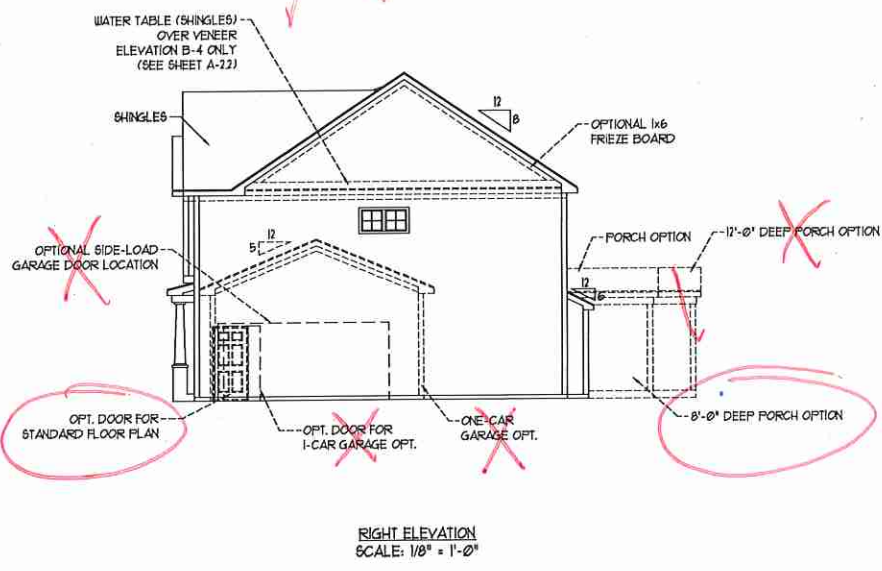 WATER TABLE (SHINGLES)
OVER VENEER
ELEVATION B-4 ONLY
(SEE SHEET A-2.2)
SHINGLES
12
8
OPTIONAL 1x6
FRIEZE BOARD
OPTIONAL SIDE-LOAD
GARAGE DOOR LOCATION
12
5
PORCH OPTION
12'-0" DEEP PORCH OPTION
12
6
OPT. DOOR FOR
STANDARD FLOOR PLAN
OPT. DOOR FOR
1-CAR GARAGE OPT.
ONE-CAR
GARAGE OPT.
8'-0" DEEP PORCH OPTION
RIGHT ELEVATION
SCALE: 1/8" = 1'-0"